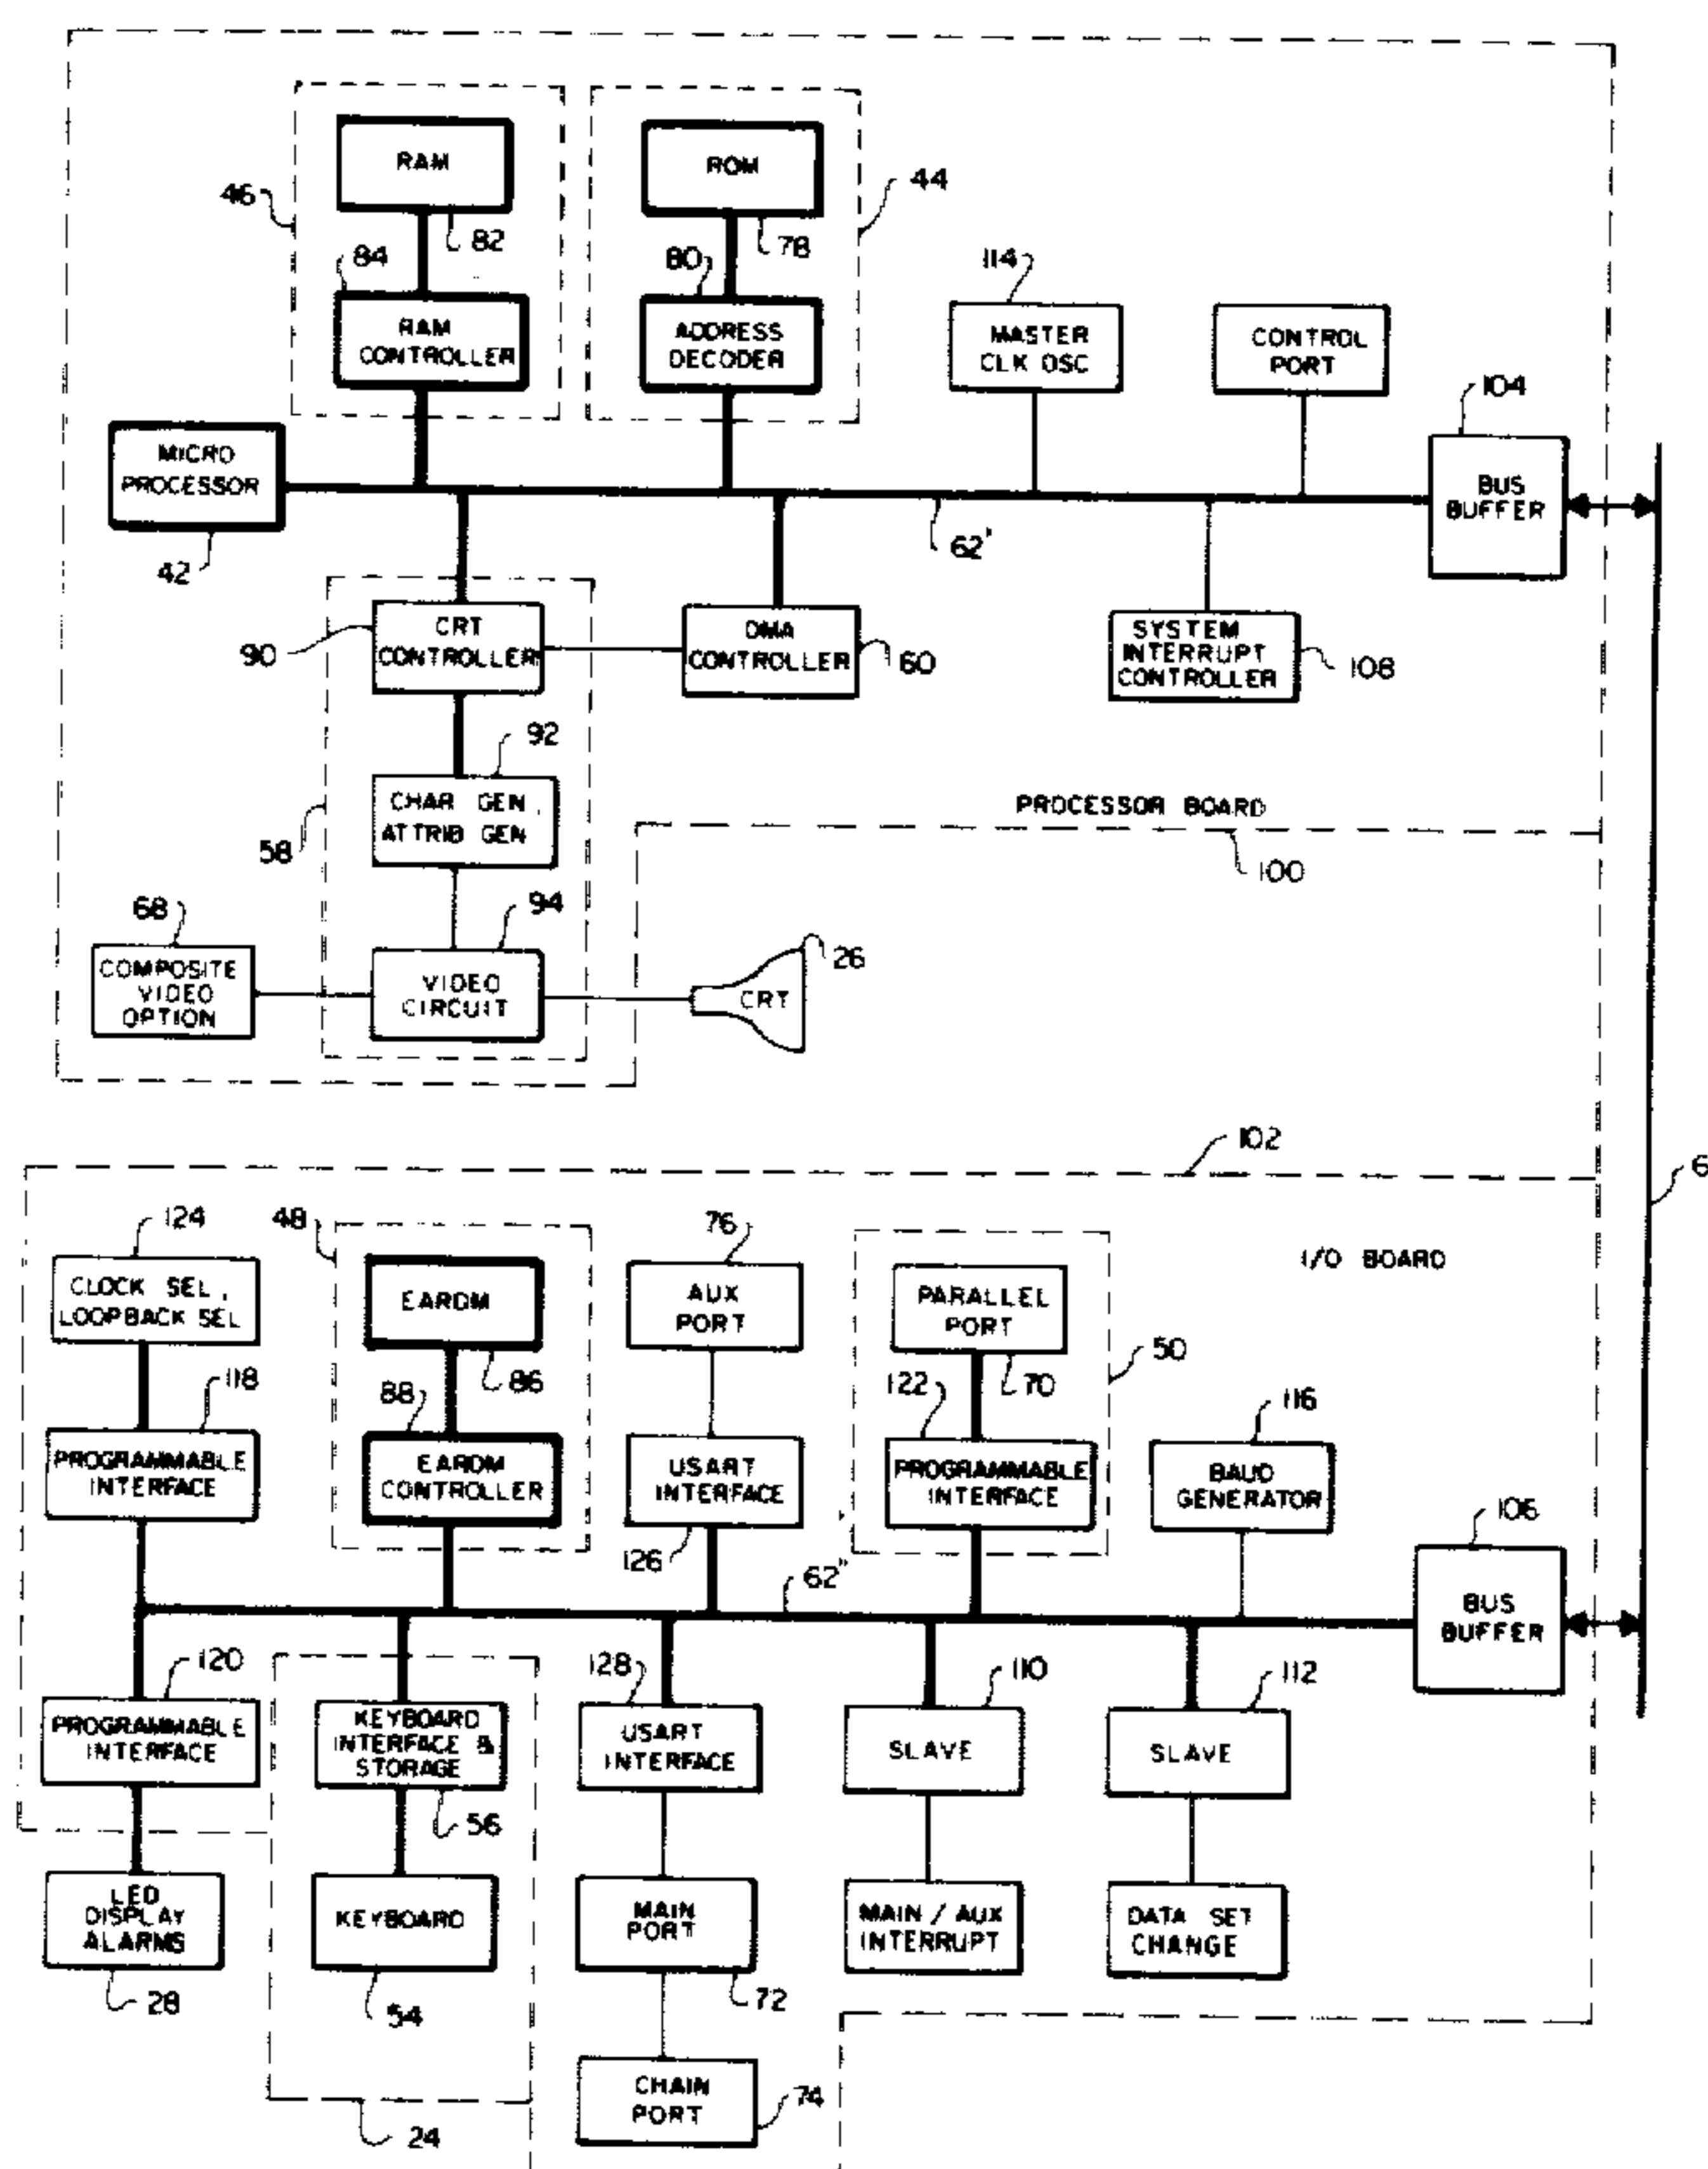 RAM
ROM
46
82
78
44
84
80
114
RAM
CONTROLLER
ADDRESS
DECODER
MASTER
CLK OSC
CONTROL
PORT
104
MICRO
PROCESSOR
BUS
BUFFER
42
62'
CRT
CONTROLLER
DMA
CONTROLLER
SYSTEM
INTERRUPT
CONTROLLER
90
60
108
92
CHAR GEN,
ATTRIB GEN
58
PROCESSOR BOARD
100
68
94
26
COMPOSITE
VIDEO
OPTION
VIDEO
CIRCUIT
CRT
102
6
124
48
76
I/O BOARD
CLOCK SEL,
LOOPBACK SEL
EAROM
AUX
PORT
PARALLEL
PORT
50
118
88
86
122
70
116
PROGRAMMABLE
INTERFACE
EAROM
CONTROLLER
USART
INTERFACE
PROGRAMMABLE
INTERFACE
BAUD
GENERATOR
106
126
62"
BUS
BUFFER
120
128
110
112
PROGRAMMABLE
INTERFACE
KEYBOARD
INTERFACE &
STORAGE
USART
INTERFACE
SLAVE
SLAVE
56
LED
DISPLAY
ALARMS
KEYBOARD
MAIN
PORT
MAIN / AUX
INTERRUPT
DATA SET
CHANGE
28
54
72
CHAIN
PORT
74
24